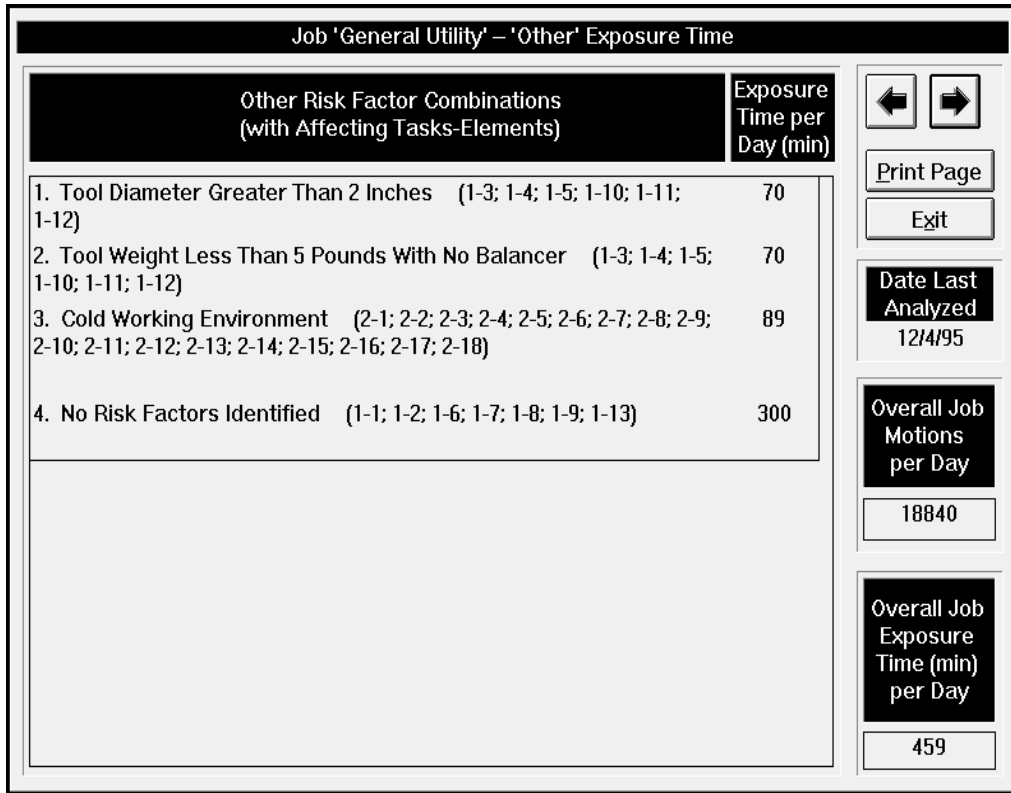 Job 'General Utility' – 'Other' Exposure Time
Other Risk Factor Combinations
(with Affecting Tasks-Elements)
Exposure
Time per
Day (min)
1. Tool Diameter Greater Than 2 Inches (1-3; 1-4; 1-5; 1-10; 1-11;
1-12)
70
2. Tool Weight Less Than 5 Pounds With No Balancer (1-3; 1-4; 1-5;
1-10; 1-11; 1-12)
70
3. Cold Working Environment (2-1; 2-2; 2-3; 2-4; 2-5; 2-6; 2-7; 2-8; 2-9;
2-10; 2-11; 2-12; 2-13; 2-14; 2-15; 2-16; 2-17; 2-18)
89
4. No Risk Factors Identified (1-1; 1-2; 1-6; 1-7; 1-8; 1-9; 1-13)
300
Print Page
Exit
Date Last
Analyzed
12/4/95
Overall Job
Motions
per Day
18840
Overall Job
Exposure
Time (min)
per Day
459